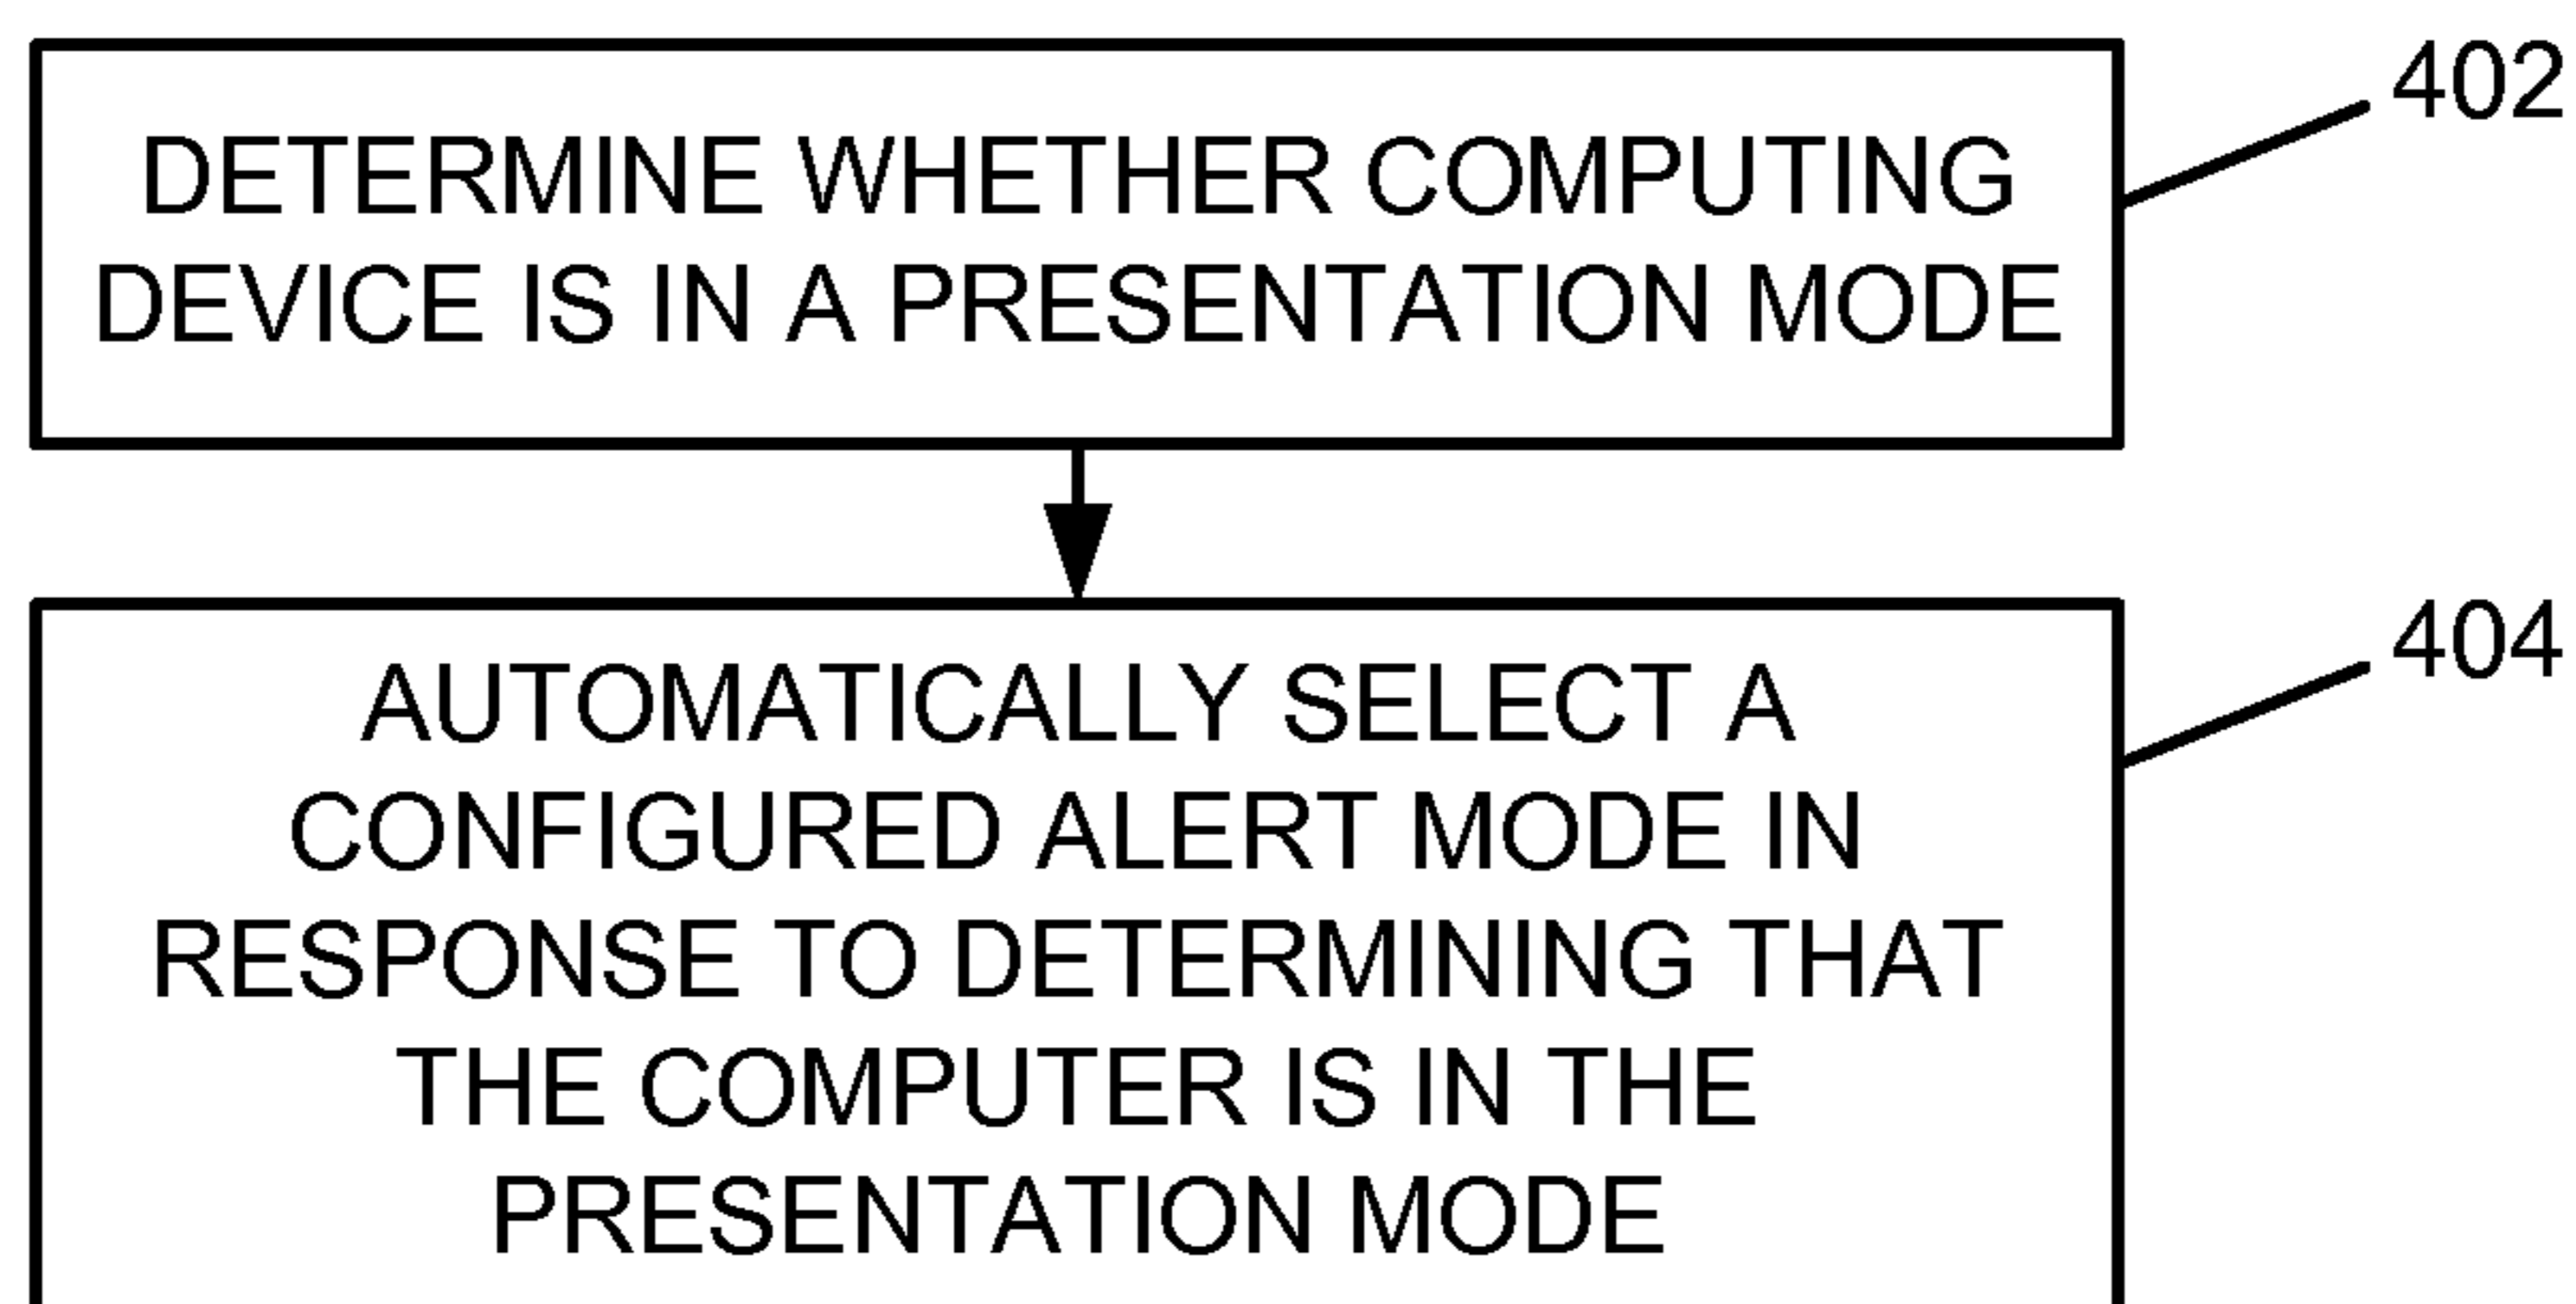 402
DETERMINE WHETHER COMPUTING
DEVICE IS IN A PRESENTATION MODE
404
AUTOMATICALLY SELECT A
CONFIGURED ALERT MODE IN
RESPONSE TO DETERMINING THAT
THE COMPUTER IS IN THE
PRESENTATION MODE